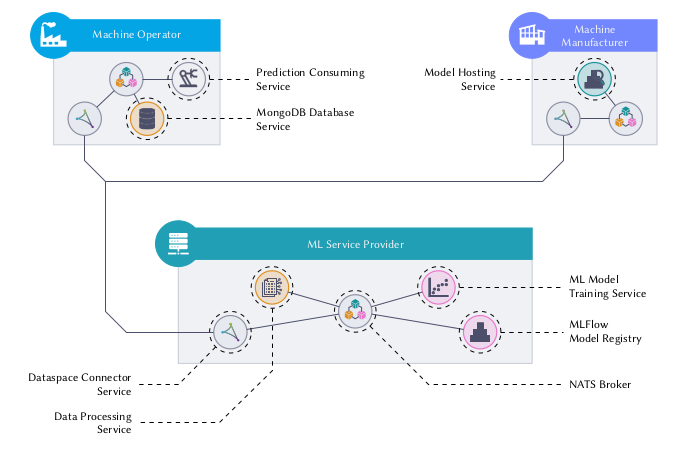 Machine Operator
Machine
Manufacturer
Prediction Consuming
Service
Model Hosting
Service
MongoDB Database
Service
ML Service Provider
ML Model
Training Service
MLFlow
Model Registry
Dataspace Connector
Service
NATS Broker
Data Processing
Service